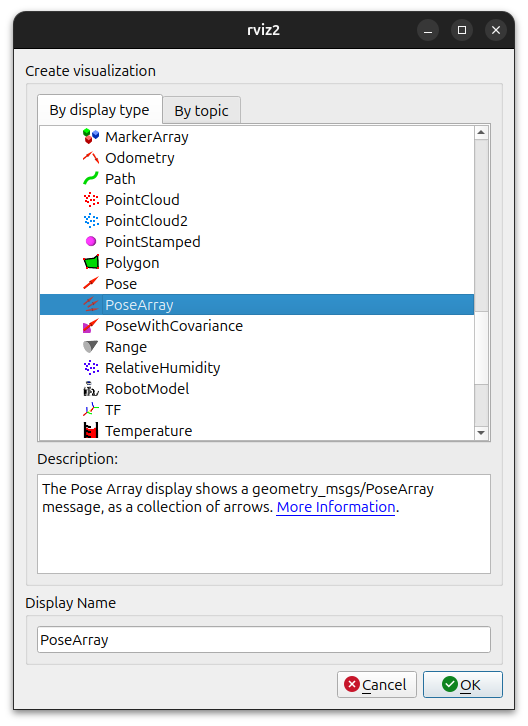 rviz2
Create visualization
By display type
By topic
MarkerArray
Odometry
Path
PointCloud
PointCloud2
PointStamped
Polygon
Pose
PoseArray
PoseWithCovariance
Range
RelativeHumidity
RobotModel
TF
Temperature
Description:
The Pose Array display shows a geometry_msgs/PoseArray
message, as a collection of arrows. More Information.
Display Name
PoseArray
Cancel
OK